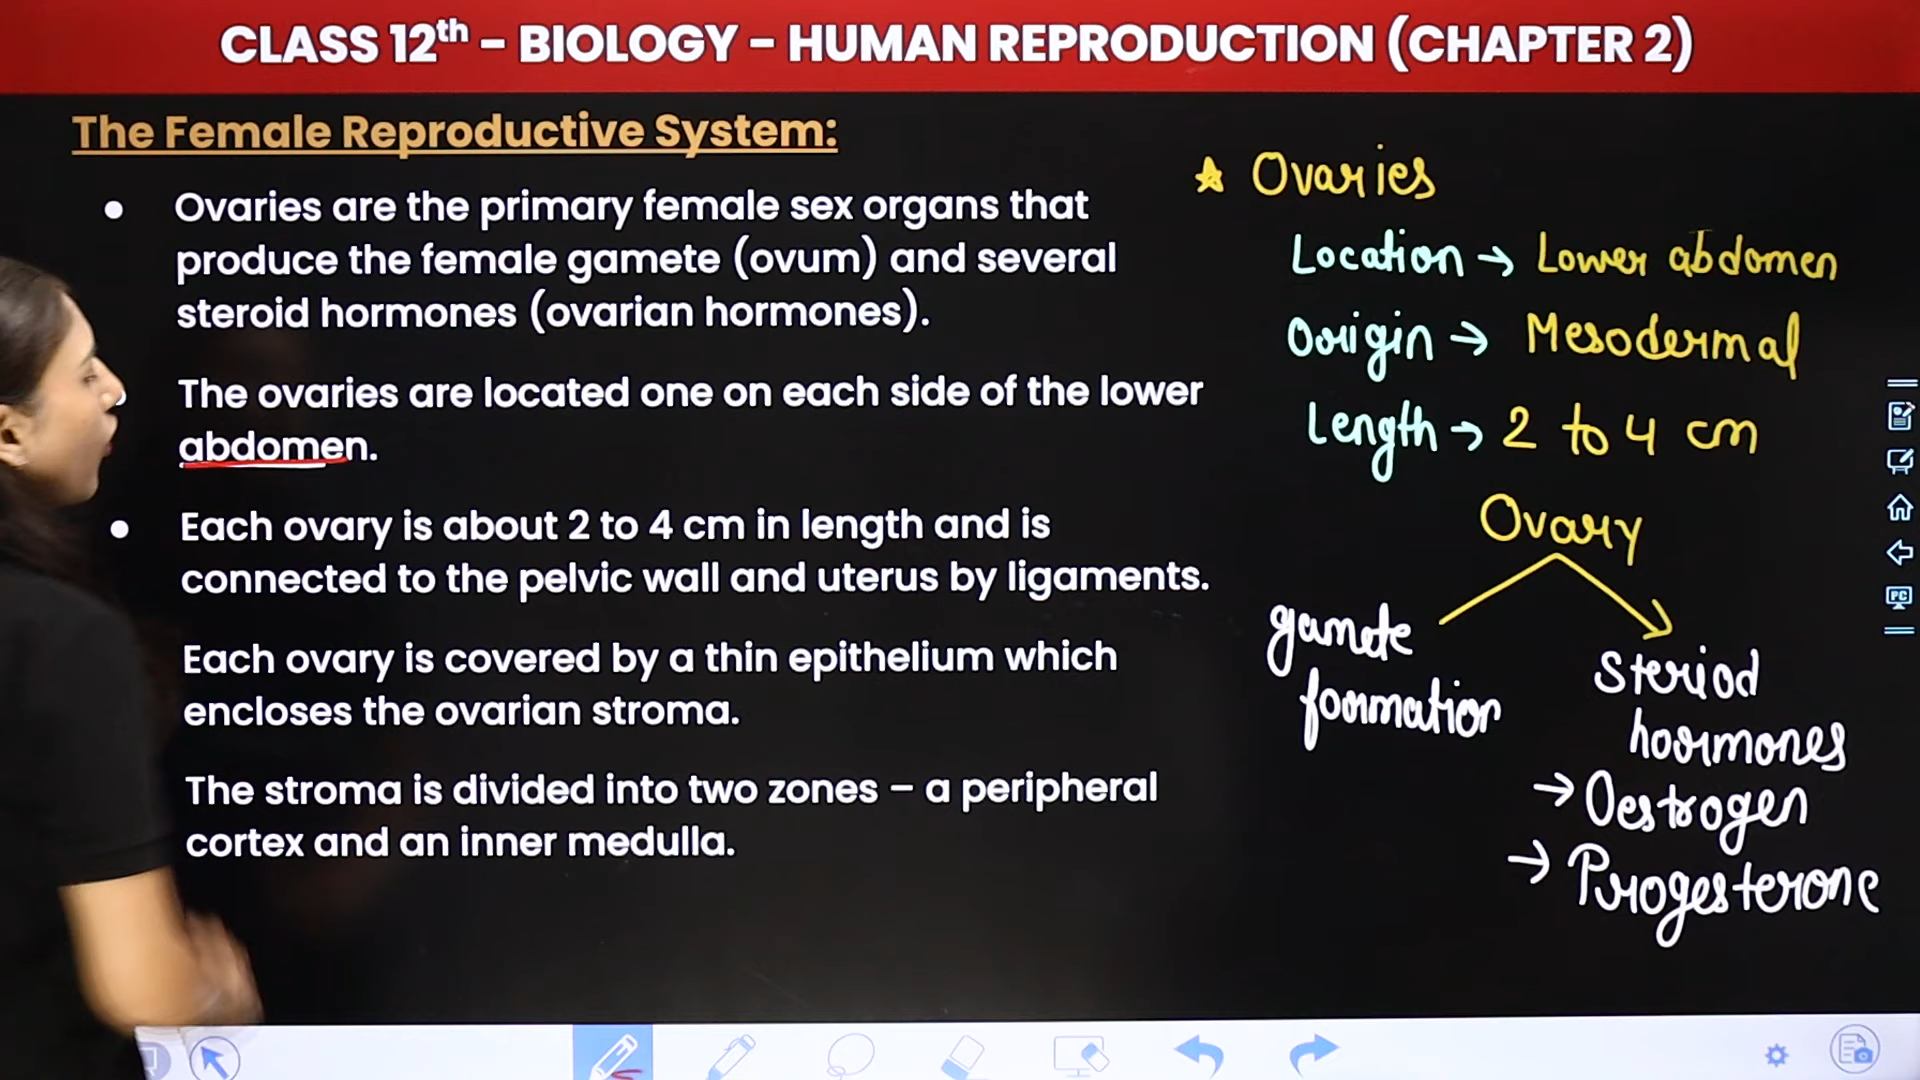 CLASS 12th - BIOLOGY - HUMAN REPRODUCTION (CHAPTER 2)
The Female Reproductive System:
• Ovaries are the primary female sex organs that
produce the female gamete (ovum) and several
steroid hormones (ovarian hormones).
The ovaries are located one on each side of the lower
abdomen.
• Each ovary is about 2 to 4 cm in length and is
connected to the pelvic wall and uterus by ligaments.
Each ovary is covered by a thin epithelium which
encloses the ovarian stroma.
The stroma is divided into two zones – a peripheral
cortex and an inner medulla.
★ Ovaries
Location → Lower abdomen
Origin → Mesodermal
Length → 2 to 4 cm
Ovary
gamete
formation
Steriod
hormones
→ Oestrogen
→ Progesterone
PC